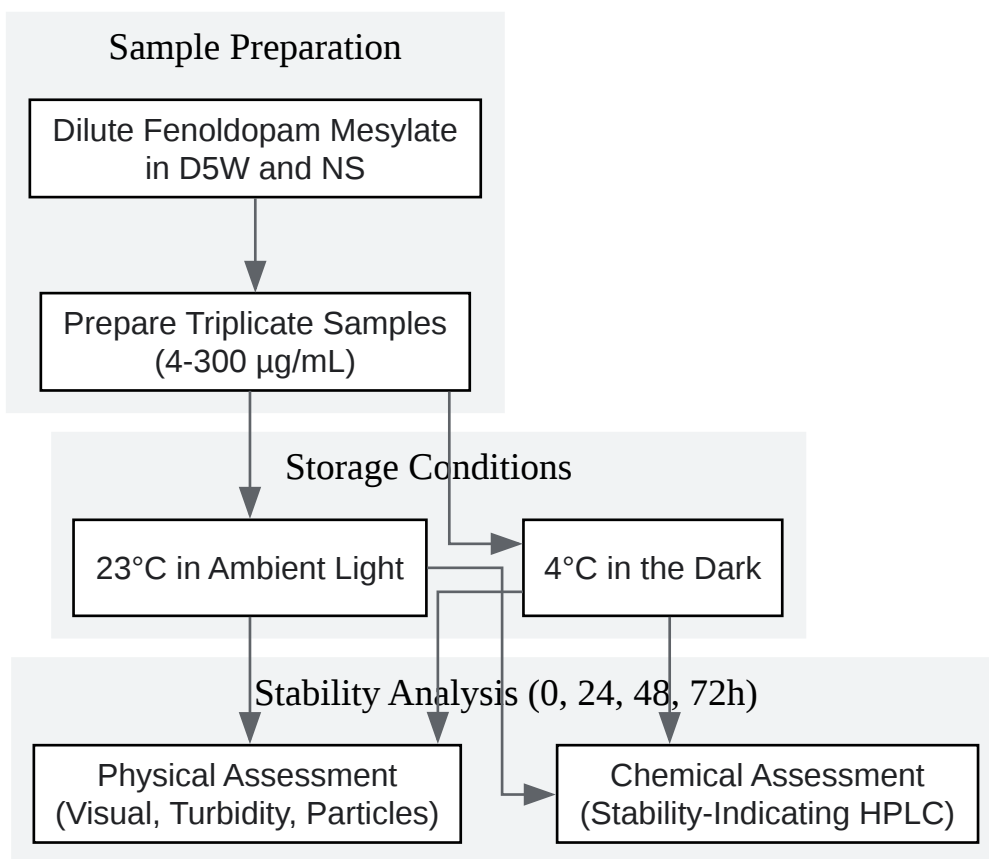 Sample Preparation
Dilute Fenoldopam Mesylate
in D5W and NS
Prepare Triplicate Samples
(4-300 µg/mL)
Storage Conditions
23°C in Ambient Light
4°C in the Dark
Stability Analysis (0, 24, 48, 72h)
Physical Assessment
(Visual, Turbidity, Particles)
Chemical Assessment
(Stability-Indicating HPLC)